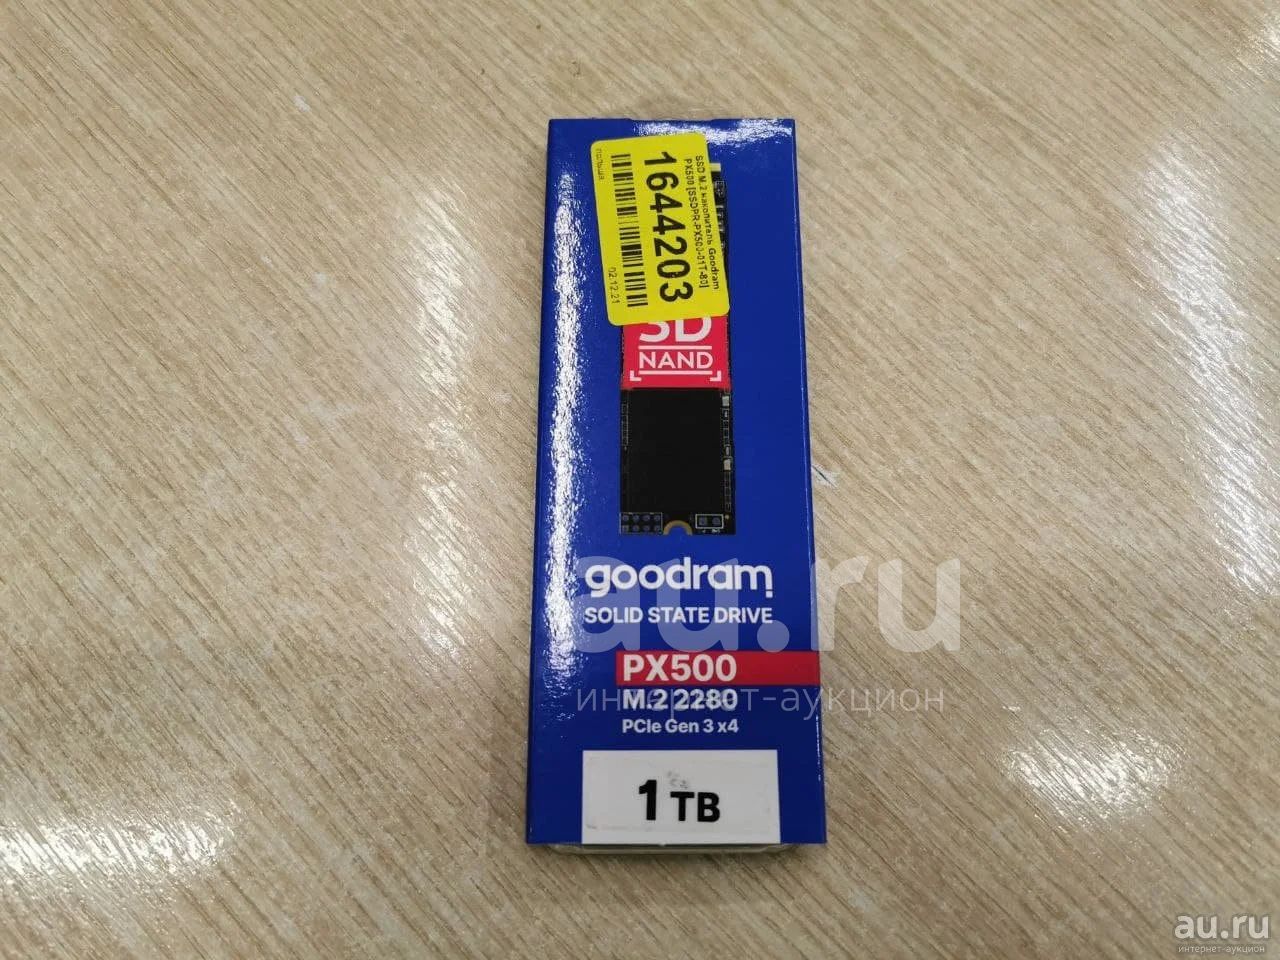 SSD M.2 накопитель Goodram
PX500 [SSDPR-PX500-01T-80]
1644203
02.12.21
польша
3D
NAND
goodram
SOLID STATE DRIVE
PX500
M.2 2280
PCIe Gen 3 x4
1 TB
au.ru
интернет-аукцион
au.ru
интернет-аукцион